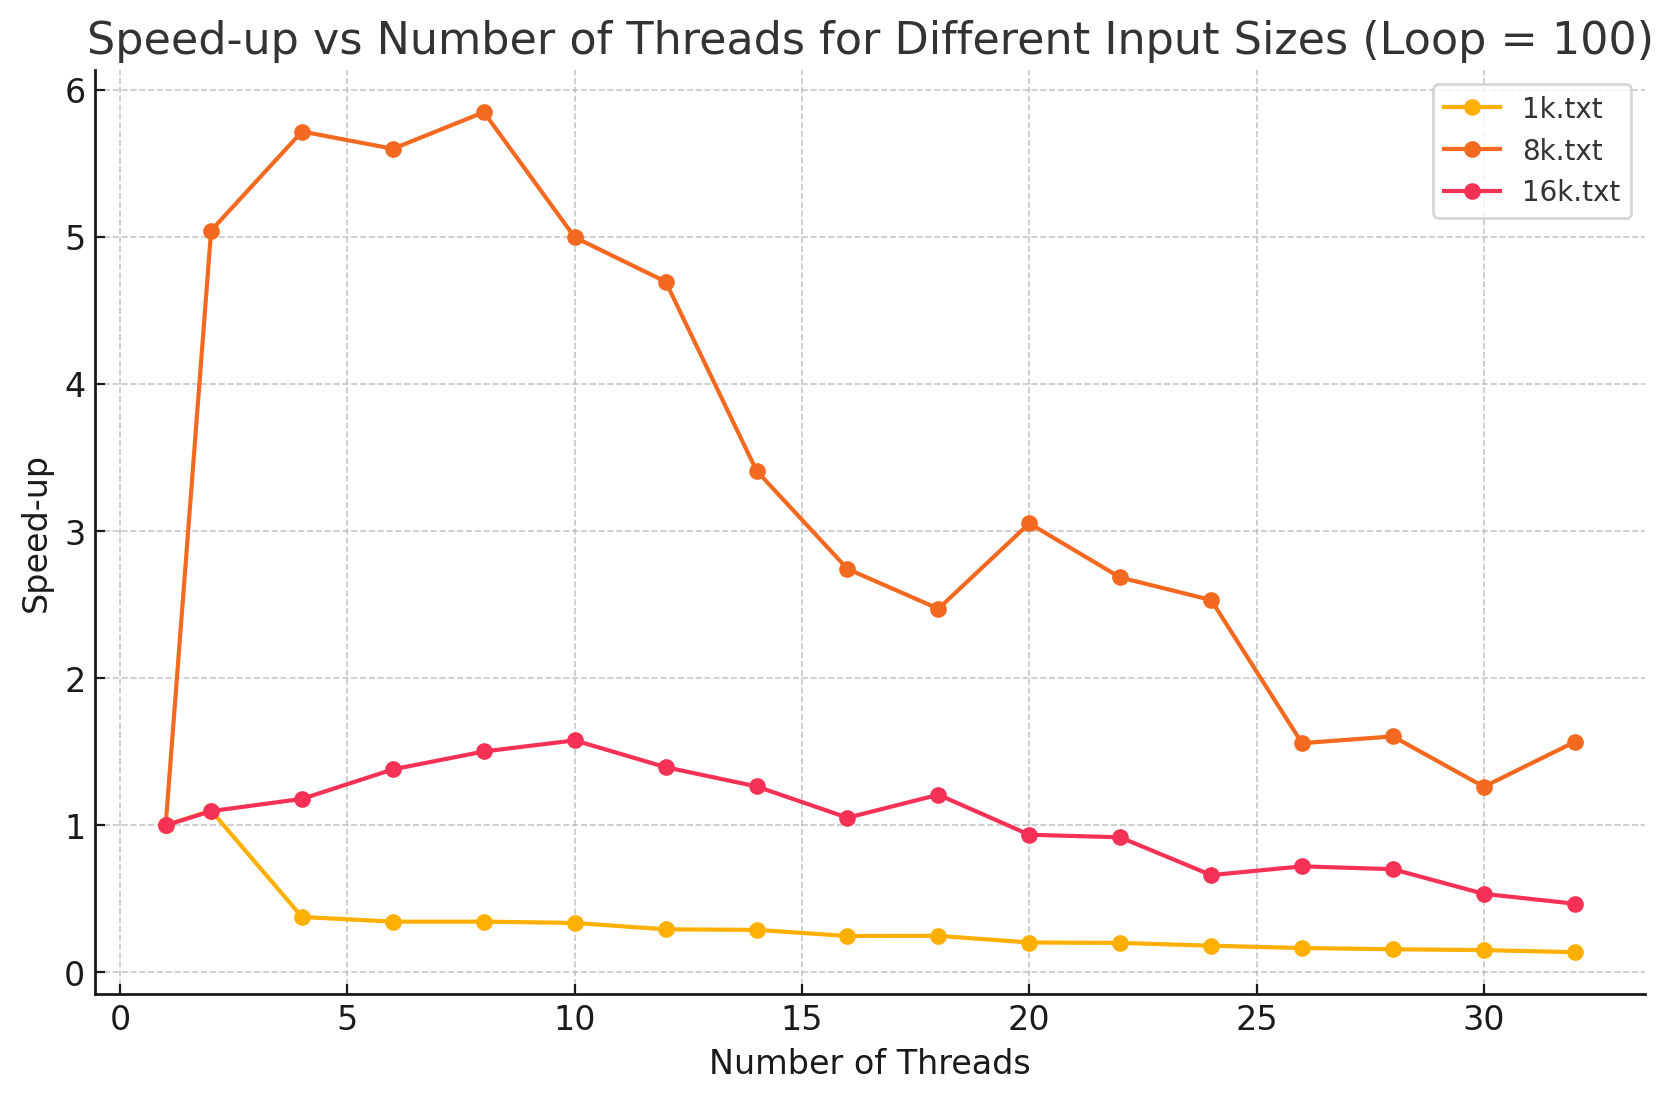 Speed-up vs Number of Threads for Different Input Sizes (Loop = 100)
1k.txt
8k.txt
16k.txt
Speed-up
6
5
4
3
2
1
0
0 5 10 15 20 25 30
Number of Threads